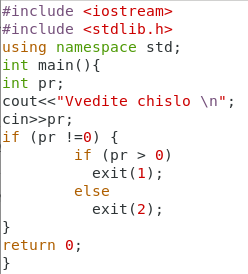 #include <iostream>
#include <stdlib.h>
using namespace std;
int main(){
int pr;
cout<<"Vvedite chislo \n";
cin>>pr;
if (pr !=0) {
        if (pr > 0)
          exit(1);
        else
          exit(2);
}
return 0;
}